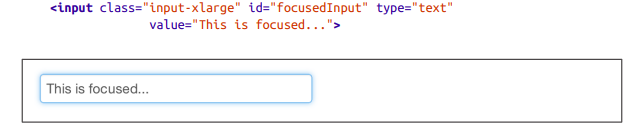 <input class="input-xlarge" id="focusedInput" type="text"
value="This is focused...">
This is focused...